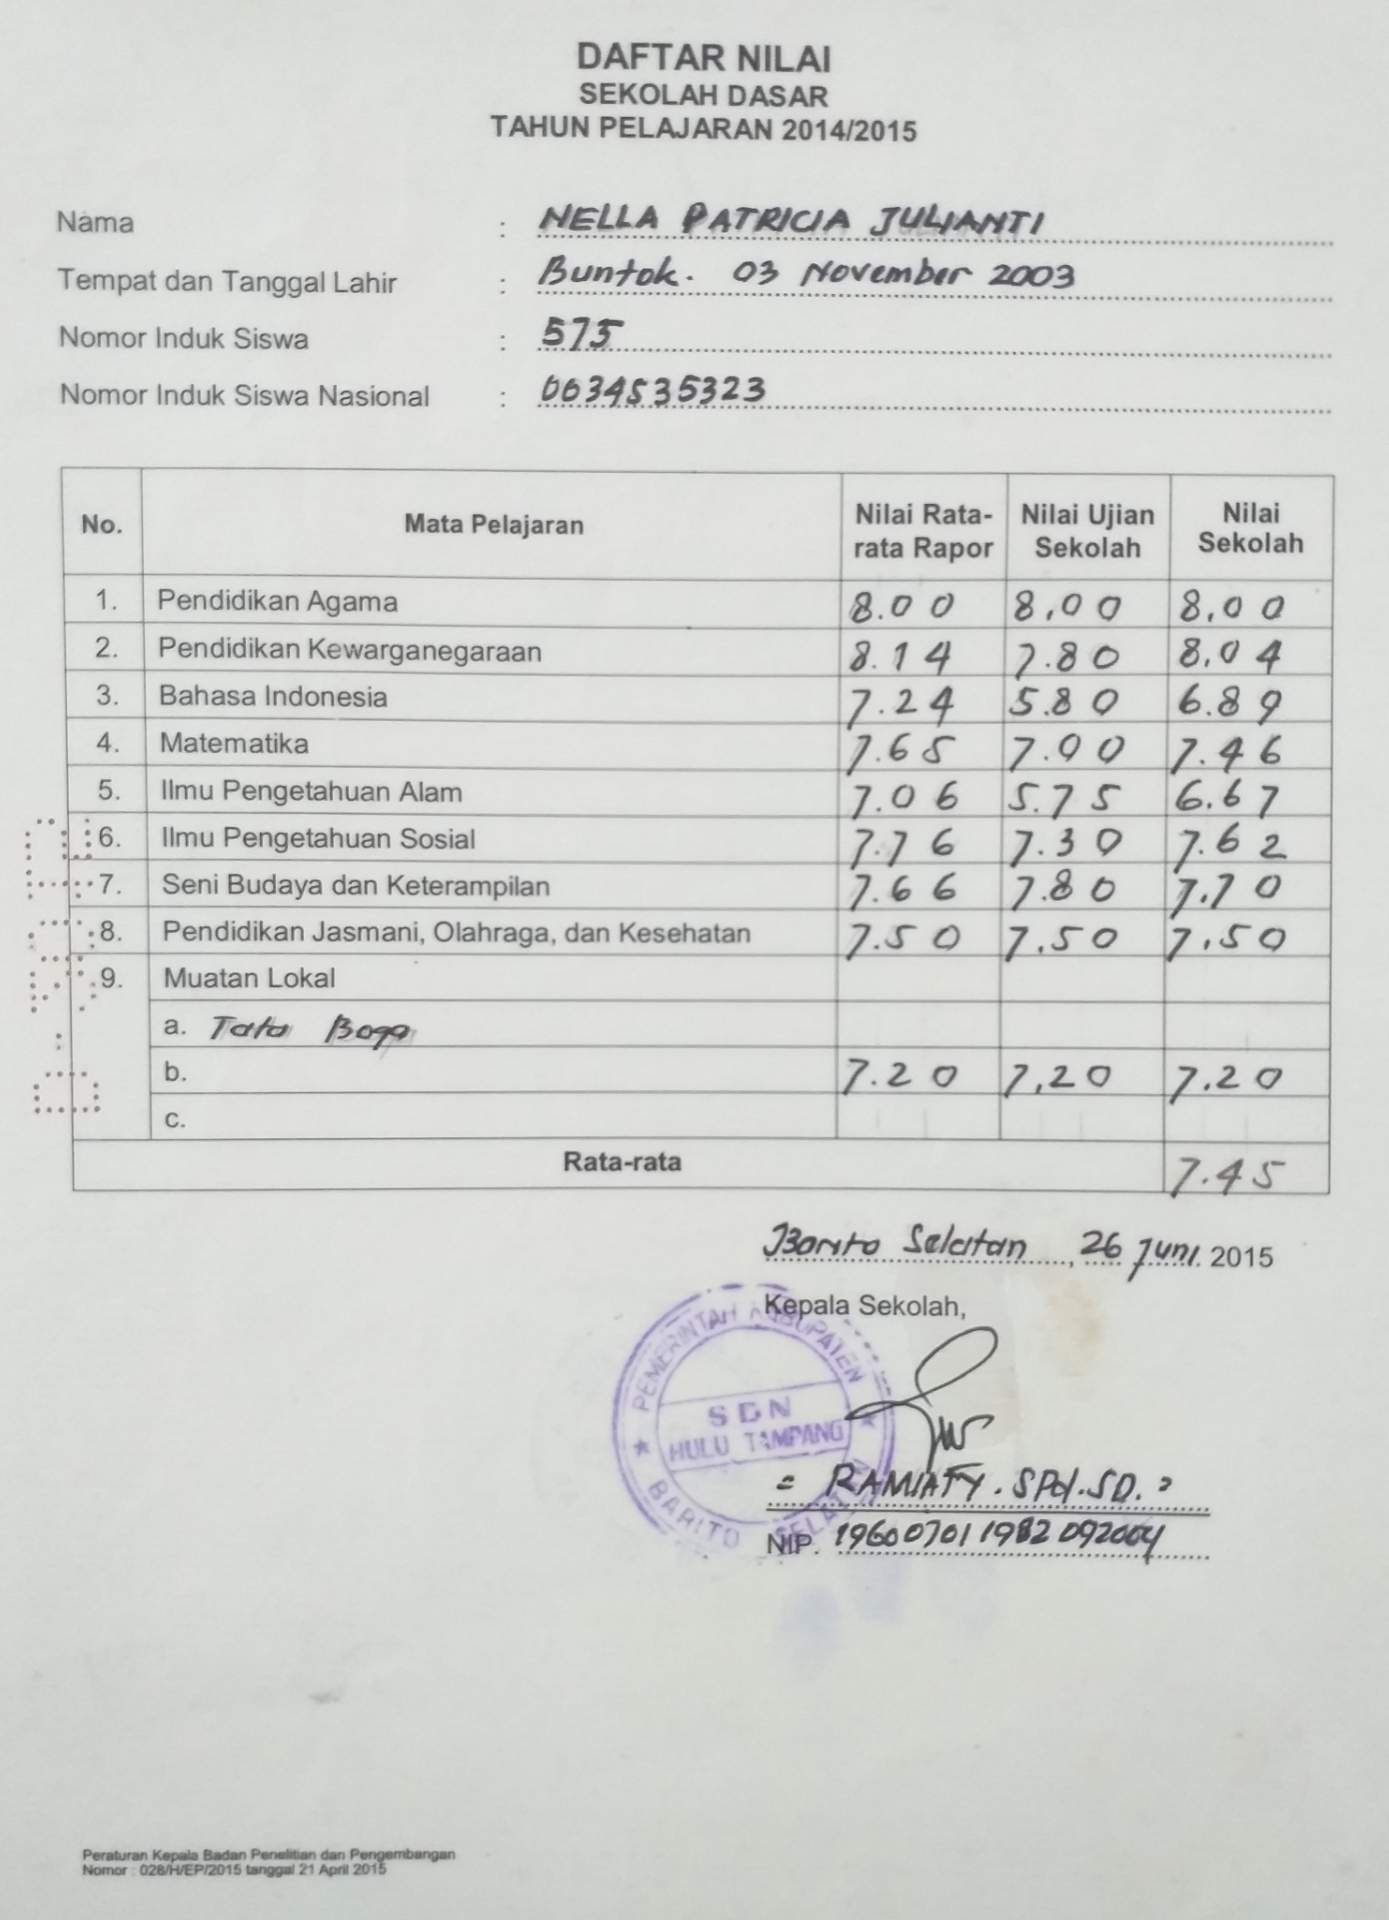 DAFTAR NILAI
SEKOLAH DASAR
TAHUN PELAJARAN 2014/2015
Nama : NELLA PATRICIA JULIANTI
Tempat dan Tanggal Lahir : Buntok. 03 November 2003
Nomor Induk Siswa : 575
Nomor Induk Siswa Nasional : 0634535323
No. Mata Pelajaran Nilai Rata-rata Rapor Nilai Ujian Sekolah Nilai Sekolah
1. Pendidikan Agama 8.00 8,00 8,00
2. Pendidikan Kewarganegaraan 8.14 7.80 8,04
3. Bahasa Indonesia 7.24 5.80 6.89
4. Matematika 7.65 7.00 7.46
5. Ilmu Pengetahuan Alam 7.06 5.75 6.67
6. Ilmu Pengetahuan Sosial 7.76 7.30 7.62
7. Seni Budaya dan Keterampilan 7.66 7.80 7.70
8. Pendidikan Jasmani, Olahraga, dan Kesehatan 7.50 7,50 7,50
9. Muatan Lokal
a. Tata Boga
b. 7.20 7,20 7.20
c.
Rata-rata 7.45
Barito Selatan, 26 Juni 2015
Kepala Sekolah,
PEMERINTAH KABUPATEN
SDN
HULU TAMPANG
BARITO SELATAN
= RAMIATY. SPd.SD. =
NIP. 19600701 1982 092004
Peraturan Kepala Badan Penelitian dan Pengembangan
Nomor : 028/H/EP/2015 tanggal 21 April 2015